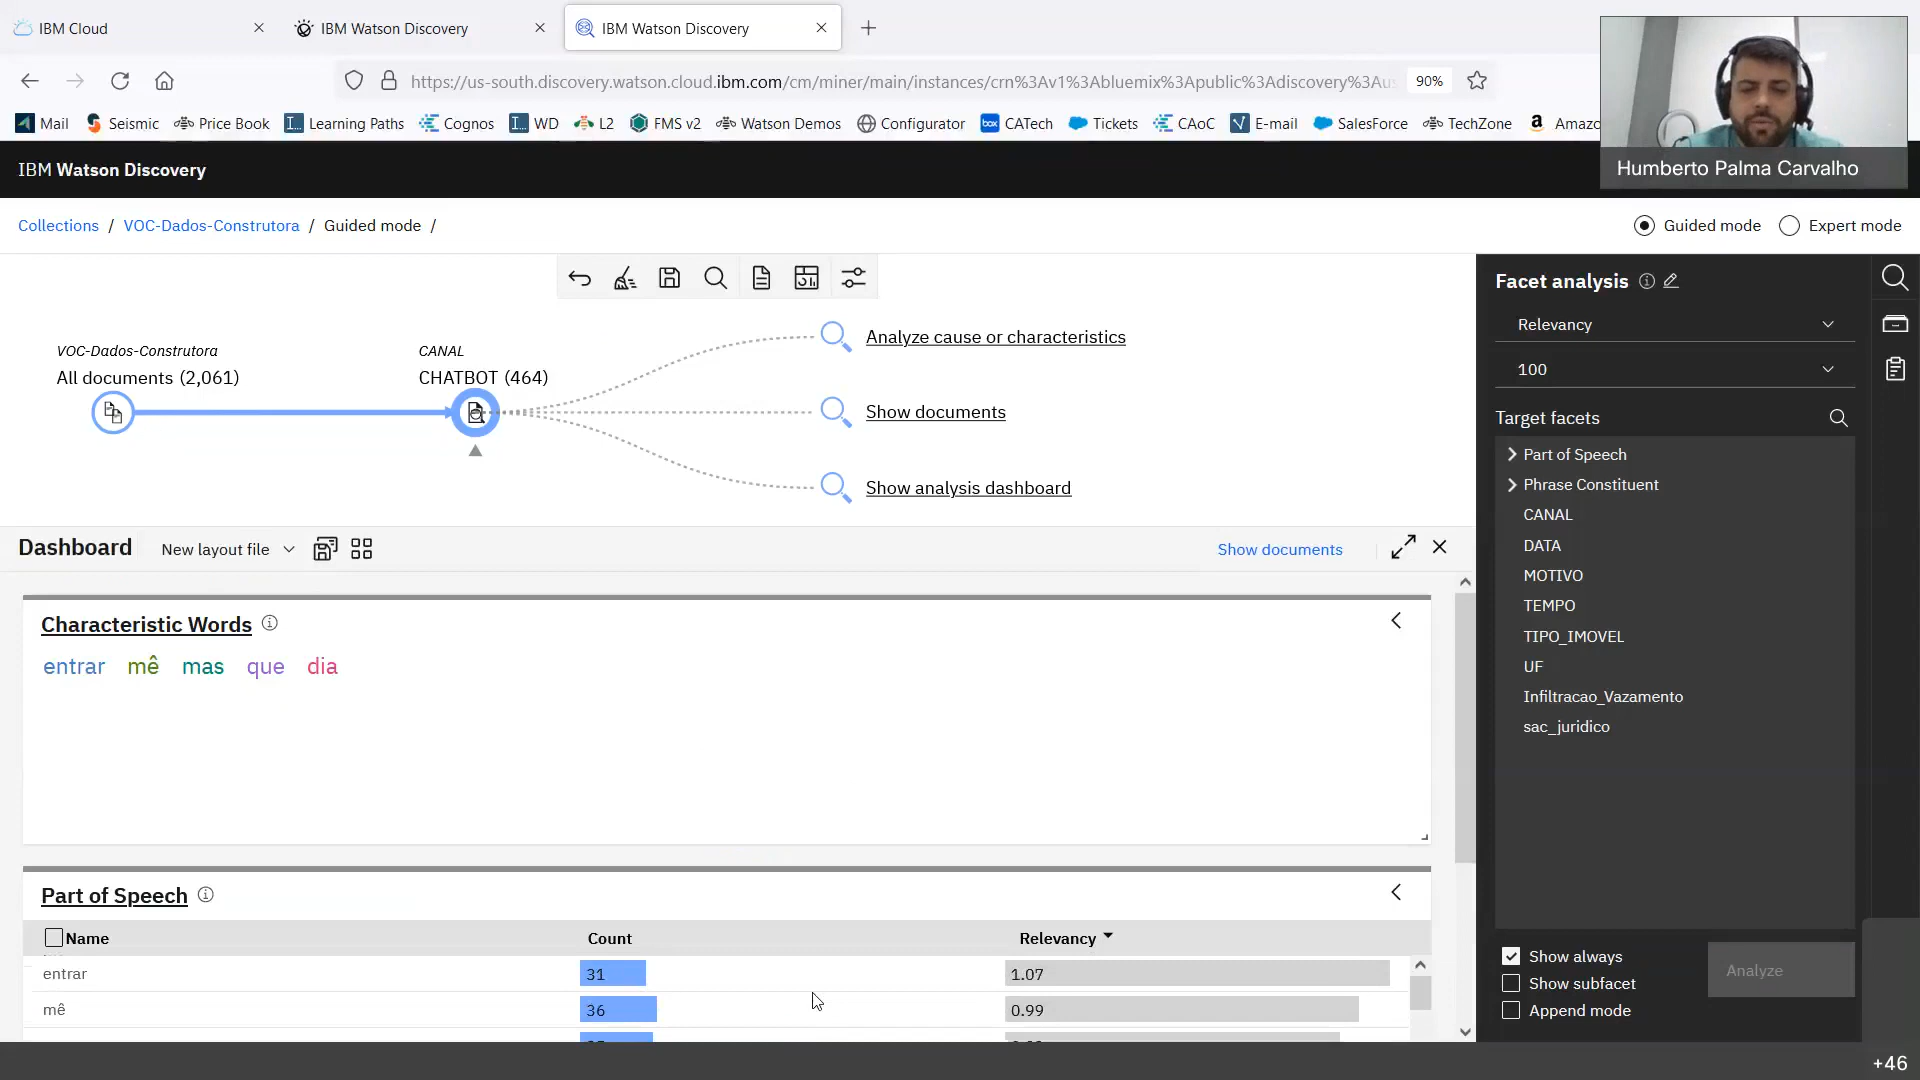 IBM Cloud
IBM Watson Discovery
IBM Watson Discovery
https://us-south.discovery.watson.cloud.ibm.com/cm/miner/main/instances/crn%3Av1%3Abluemix%3Apublic%3Adiscovery%3Aus
90%
Mail
Seismic
Price Book
Learning Paths
Cognos
WD
L2
FMS v2
Watson Demos
Configurator
CATech
Tickets
CAoC
E-mail
SalesForce
TechZone
Amazo
Humberto Palma Carvalho
IBM Watson Discovery
Collections / VOC-Dados-Construtora / Guided mode /
Guided mode
Expert mode
VOC-Dados-Construtora
All documents (2,061)
CANAL
CHATBOT (464)
Analyze cause or characteristics
Show documents
Show analysis dashboard
Facet analysis
Relevancy
100
Target facets
Part of Speech
Phrase Constituent
CANAL
DATA
MOTIVO
TEMPO
TIPO_IMOVEL
UF
Infiltracao_Vazamento
sac_juridico
Show always
Show subfacet
Append mode
Analyze
Dashboard
New layout file
Show documents
Characteristic Words
entrar mê mas que dia
Part of Speech
Name Count Relevancy
entrar 31 1.07
mê 36 0.99
+46